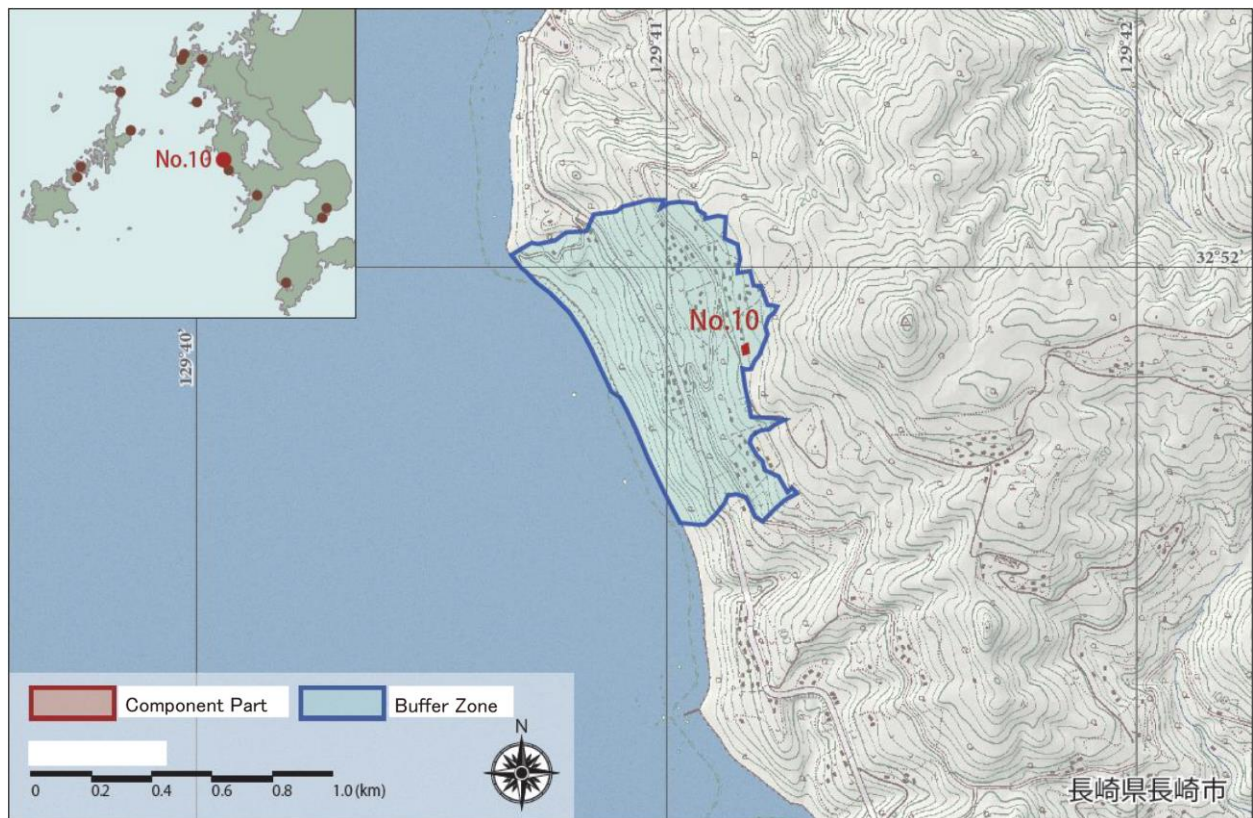 No.10
129°41′
129°42′
32°52′
No.10
129°40′
Component Part
Buffer Zone
N
0 0.2 0.4 0.6 0.8 1.0 (km)
長崎県長崎市